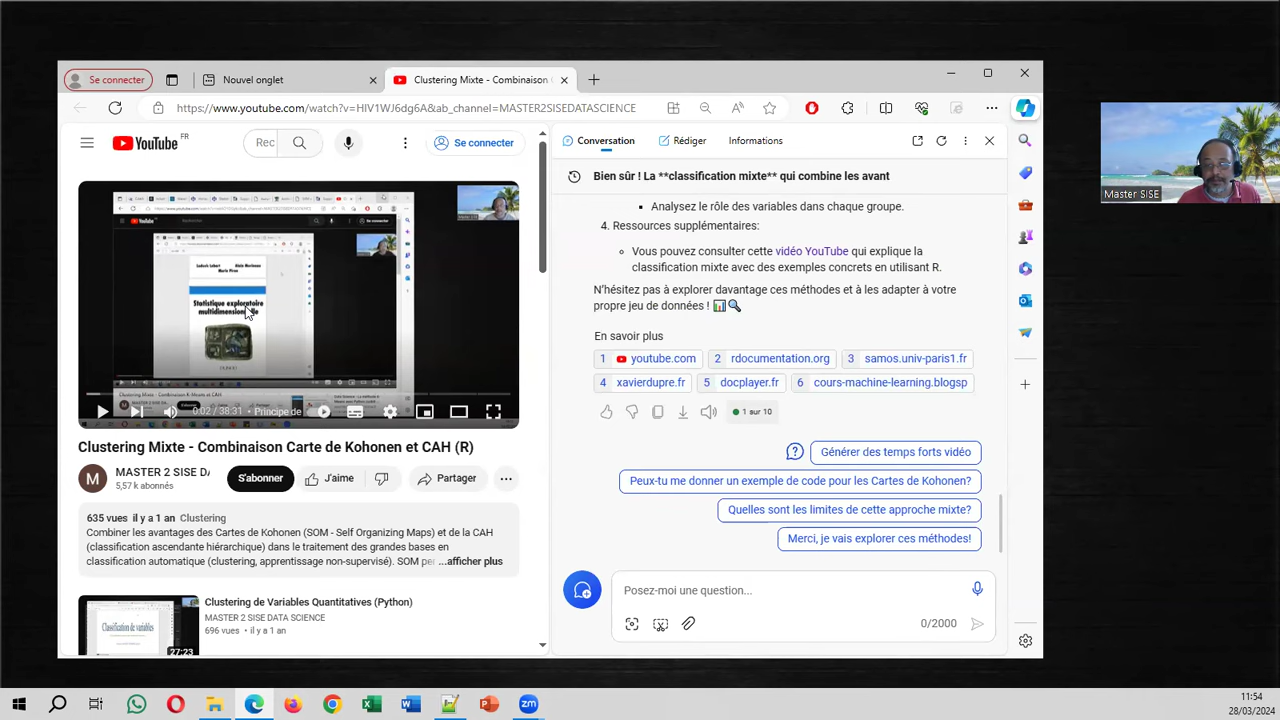 Se connecter
Nouvel onglet
Clustering Mixte - Combinaison
https://www.youtube.com/watch?v=HIV1WJ6dg6A&ab_channel=MASTER2SISEDATASCIENCE
YouTube FR
Rec
Se connecter
Conversation
Rédiger
Informations
Bien sûr ! La **classification mixte** qui combine les avant
Analysez le rôle des variables dans chaque groupe.
4. Ressources supplémentaires:
Vous pouvez consulter cette vidéo YouTube qui explique la
classification mixte avec des exemples concrets en utilisant R.
N'hésitez pas à explorer davantage ces méthodes et à les adapter à votre
propre jeu de données !
En savoir plus
1 youtube.com
2 rdocumentation.org
3 samos.univ-paris1.fr
4 xavierdupre.fr
5 docplayer.fr
6 cours-machine-learning.blogsp
1 sur 10
Générer des temps forts vidéo
Peux-tu me donner un exemple de code pour les Cartes de Kohonen?
Quelles sont les limites de cette approche mixte?
Merci, je vais explorer ces méthodes!
Posez-moi une question...
0/2000
Statistique exploratoire
multidimensionnelle
0:02 / 38:31 Principe de
Clustering Mixte - Combinaison Carte de Kohonen et CAH (R)
M
MASTER 2 SISE DA
5,57 k abonnés
S'abonner
J'aime
Partager
635 vues il y a 1 an Clustering
Combiner les avantages des Cartes de Kohonen (SOM - Self Organizing Maps) et de la CAH
(classification ascendante hiérarchique) dans le traitement des grandes bases en
classification automatique (clustering, apprentissage non-supervisé). SOM per ...afficher plus
Classification de variables
27:23
Clustering de Variables Quantitatives (Python)
MASTER 2 SISE DATA SCIENCE
696 vues • il y a 1 an
Master SISE
zm
11:54
28/03/2024